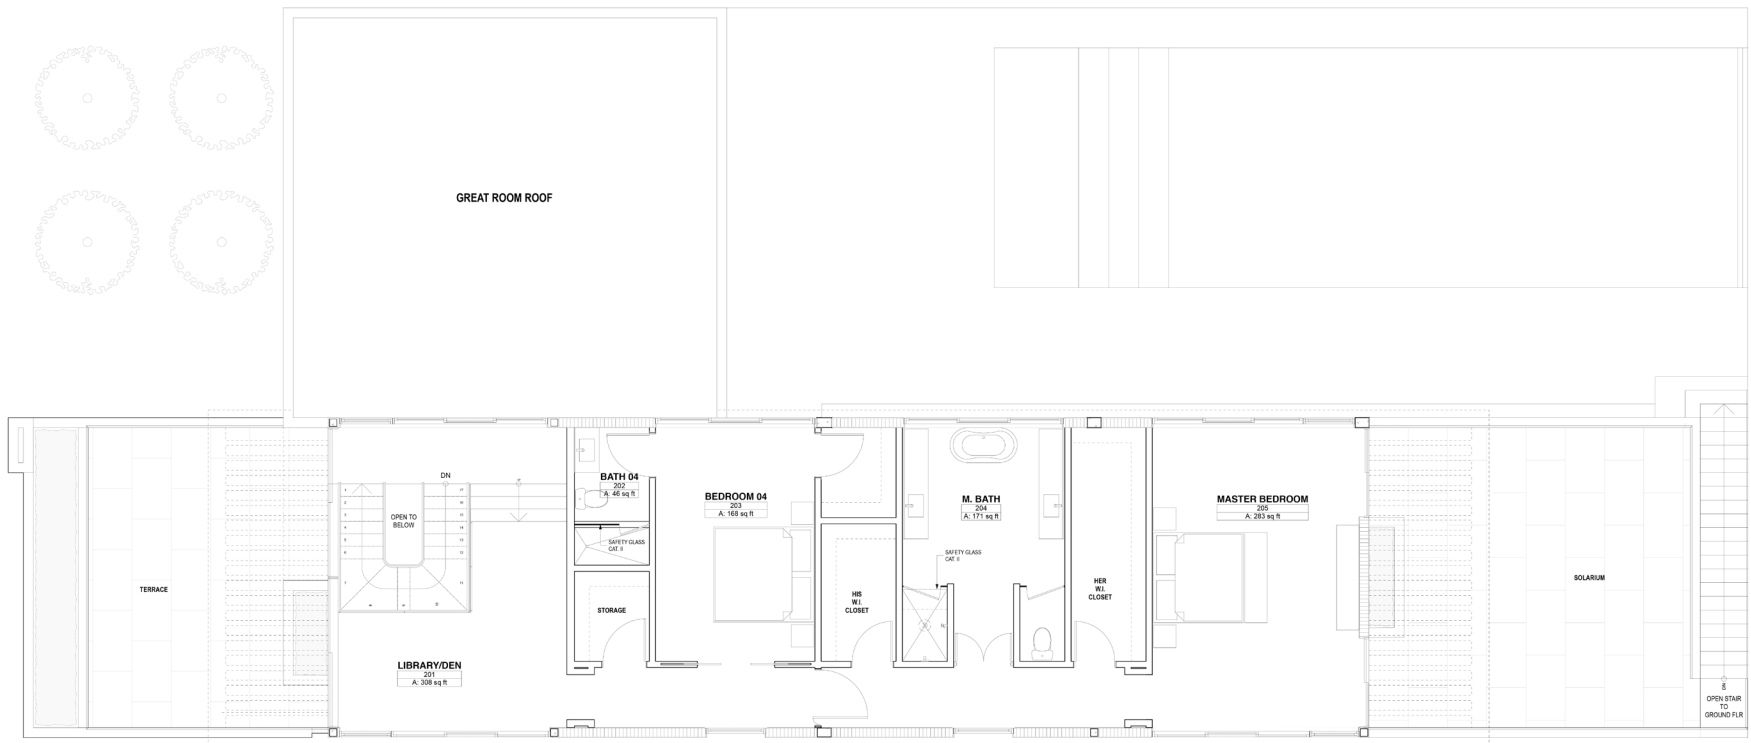 GREAT ROOM ROOF
DN
OPEN TO
BELOW
BATH 04
202
A: 46 sq ft
BEDROOM 04
203
A: 168 sq ft
M. BATH
204
A: 171 sq ft
MASTER BEDROOM
205
A: 283 sq ft
SAFETY GLASS
CAT. II
SAFETY GLASS
CAT. II
TERRACE
STORAGE
HIS
W.I.
CLOSET
HER
W.I.
CLOSET
SOLARIUM
LIBRARY/DEN
201
A: 308 sq ft
DN
OPEN STAIR
TO
GROUND FLR